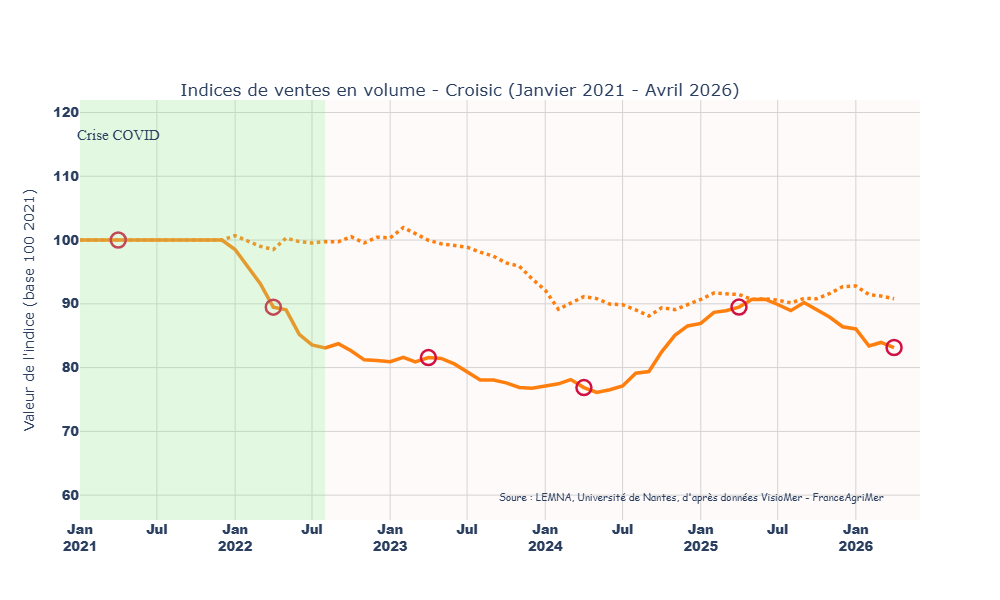 Indices de ventes en volume - Croisic (Janvier 2021 - Avril 2026)
Valeur de l'indice (base 100 2021)
120
Crise COVID
110
100
90
80
70
60
Soure : LEMNA, Université de Nantes, d'après données VisioMer - FranceAgriMer
Jan Jul Jan Jul Jan Jul Jan Jul Jan Jul Jan
2021 2022 2023 2024 2025 2026